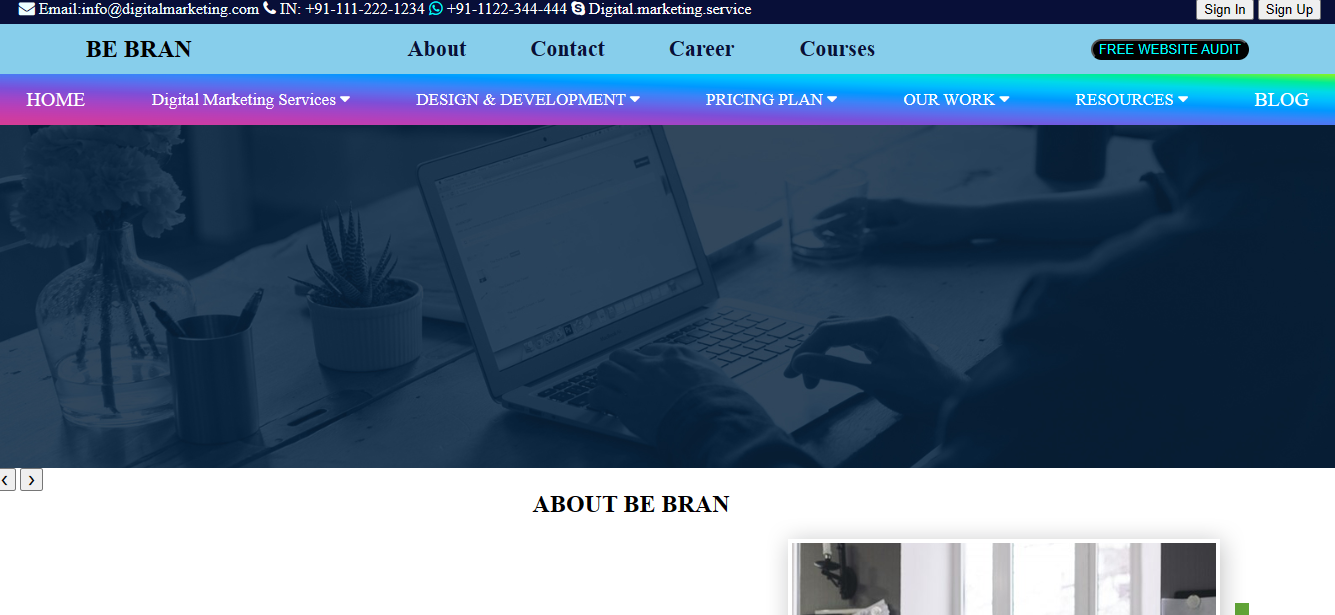 Email:info@digitalmarketing.com IN: +91-111-222-1234 +91-1122-344-444 Digital.marketing.service Sign In Sign Up
BE BRAN About Contact Career Courses FREE WEBSITE AUDIT
HOME Digital Marketing Services DESIGN & DEVELOPMENT PRICING PLAN OUR WORK RESOURCES BLOG
‹ ›
ABOUT BE BRAN